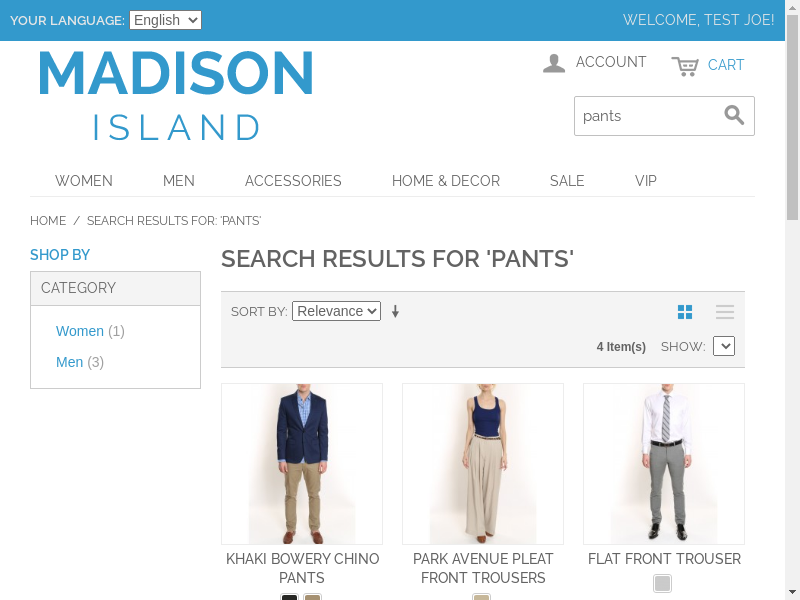 YOUR LANGUAGE: English
WELCOME, TEST JOE!
MADISON
ISLAND
ACCOUNT
CART
pants
WOMEN MEN ACCESSORIES HOME & DECOR SALE VIP
HOME / SEARCH RESULTS FOR: 'PANTS'
SHOP BY
CATEGORY
Women (1)
Men (3)
SEARCH RESULTS FOR 'PANTS'
SORT BY: Relevance
4 Item(s) SHOW:
KHAKI BOWERY CHINO
PANTS
PARK AVENUE PLEAT
FRONT TROUSERS
FLAT FRONT TROUSER